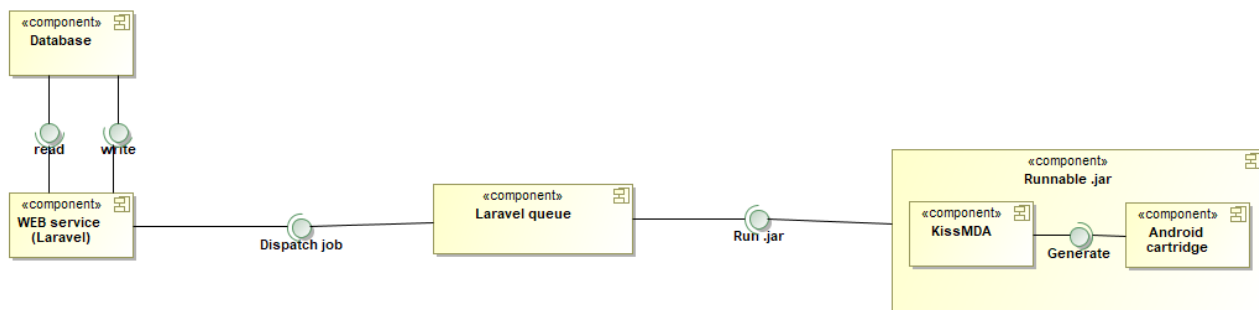 «component»
Database
read
write
«component»
WEB service
(Laravel)
Dispatch job
«component»
Laravel queue
Run .jar
«component»
Runnable .jar
«component»
KissMDA
Generate
«component»
Android
cartridge